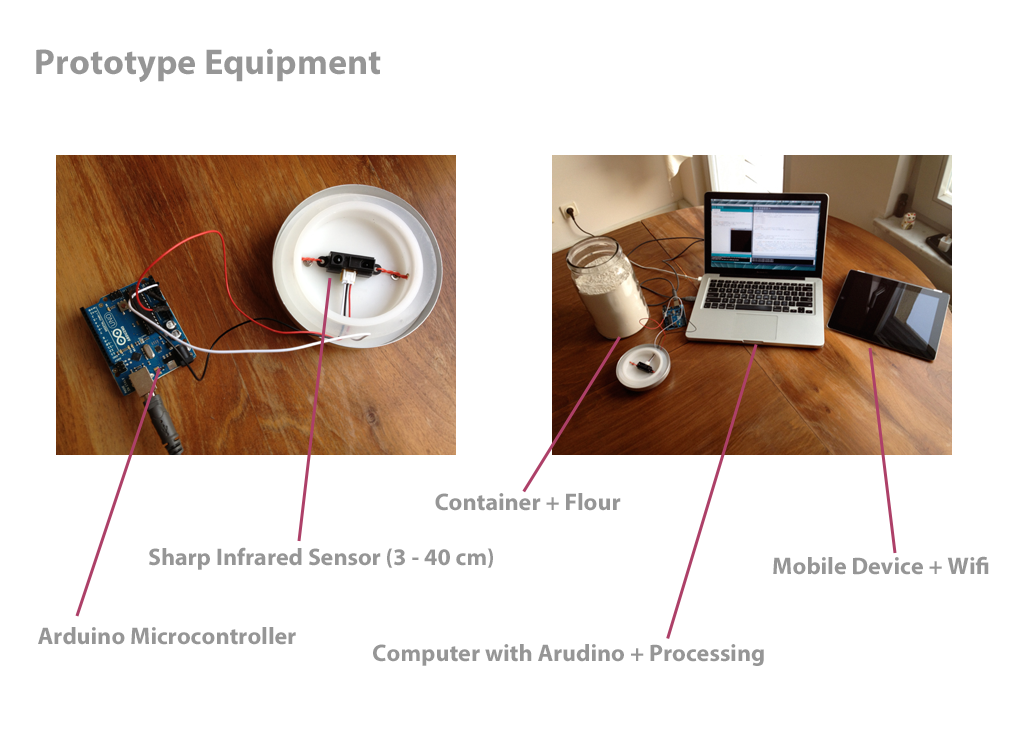 Prototype Equipment
Container + Flour
Sharp Infrared Sensor (3 - 40 cm)
Mobile Device + Wifi
Arduino Microcontroller
Computer with Arudino + Processing